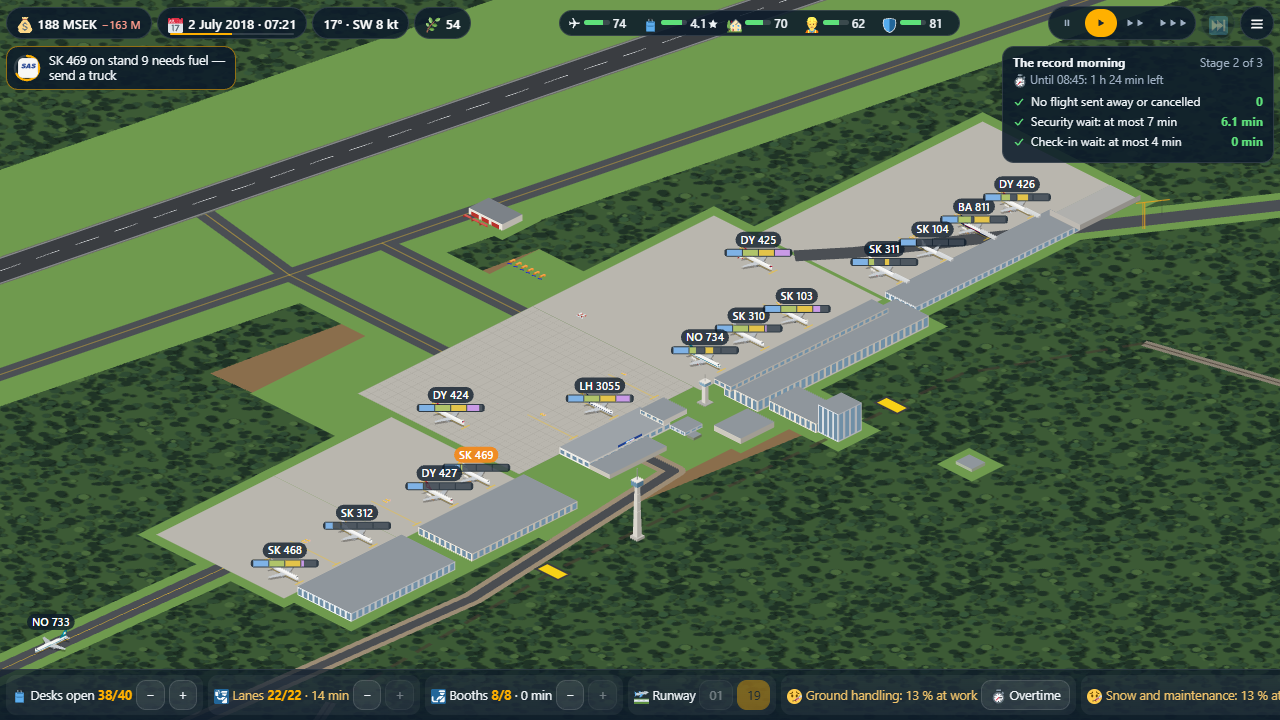 188 MSEK −163 M
2 July 2018 · 07:21
17° · SW 8 kt
54
74
4.1★
70
62
81
SAS
SK 469 on stand 9 needs fuel —
send a truck
The record morning
Stage 2 of 3
Until 08:45: 1 h 24 min left
No flight sent away or cancelled
0
Security wait: at most 7 min
6.1 min
Check-in wait: at most 4 min
0 min
DY 426
BA 811
SK 104
DY 425
SK 311
SK 103
SK 310
NO 734
LH 3055
DY 424
SK 469
DY 427
SK 312
SK 468
NO 733
Desks open 38/40
−
+
Lanes 22/22 · 14 min
−
+
Booths 8/8 · 0 min
−
+
Runway
01
19
Ground handling: 13 % at work
Overtime
Snow and maintenance: 13 % at